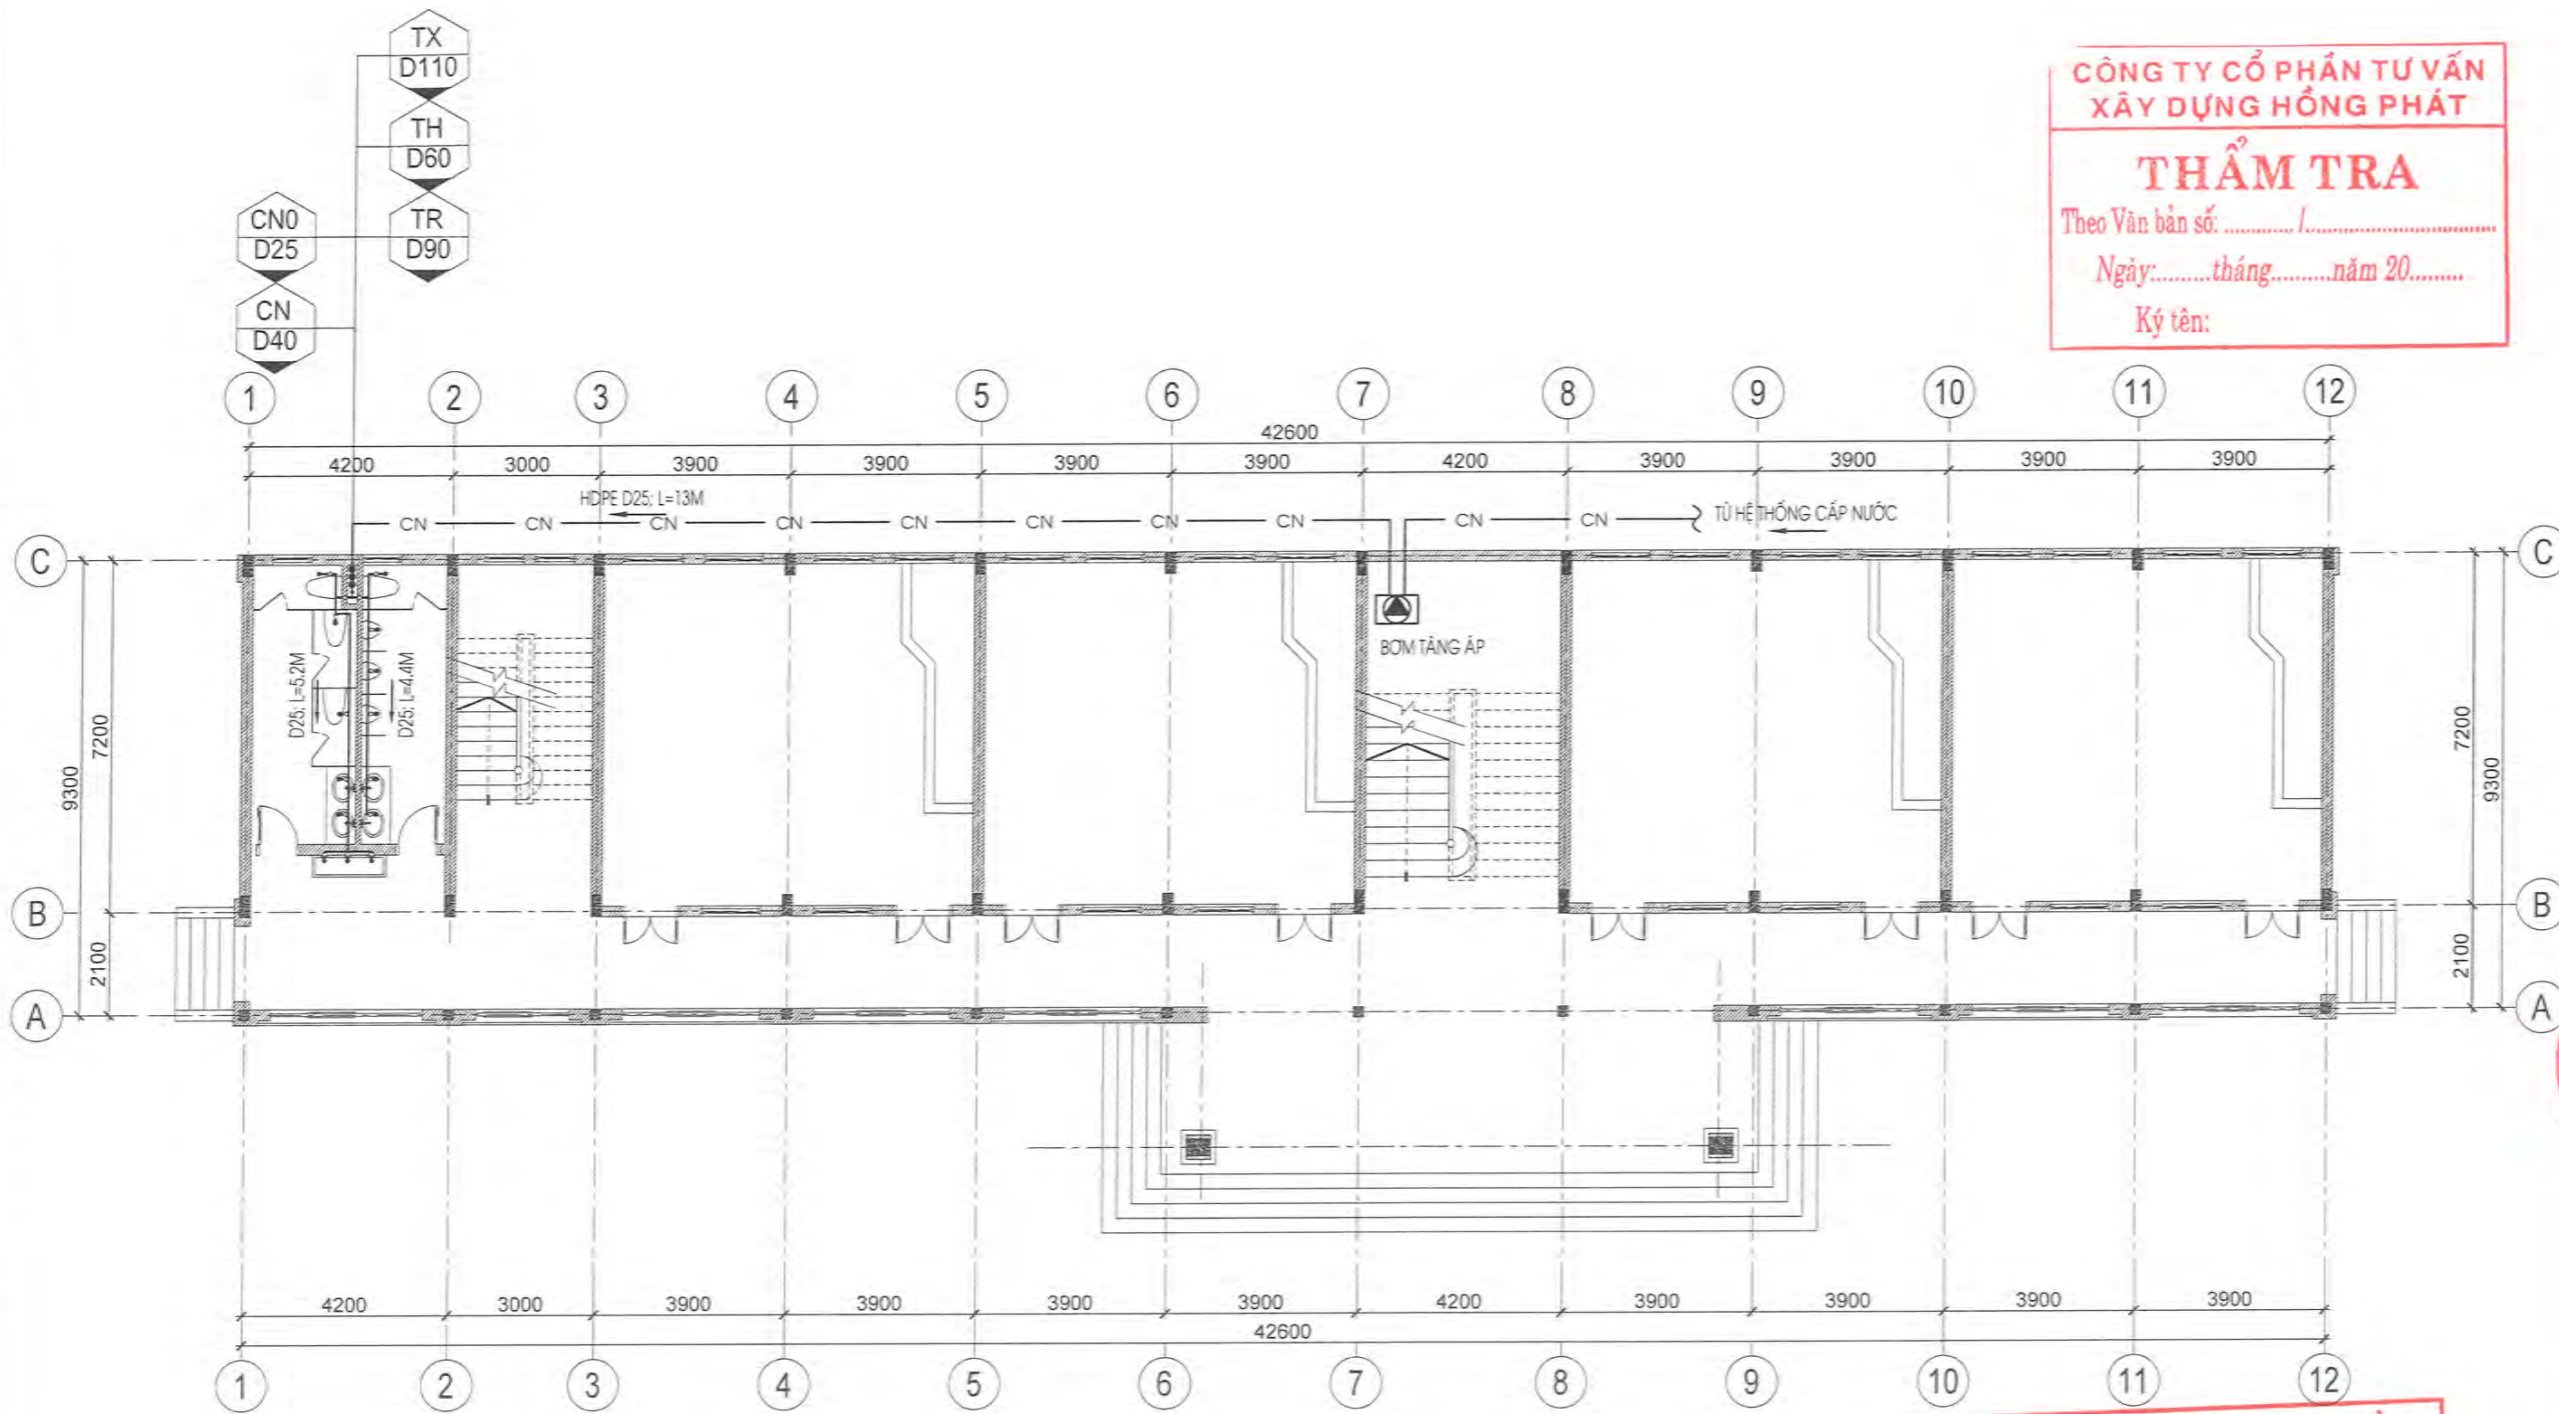 TX
D110
TH
D60
CN0
D25
TR
D90
CN
D40
CÔNG TY CỔ PHẦN TƯ VẤN
XÂY DỰNG HỒNG PHÁT
THẨM TRA
Theo Văn bản số: ............ /....................................
Ngày:.........tháng.........năm 20.........
Ký tên:
1 2 3 4 5 6 7 8 9 10 11 12
42600
4200 3000 3900 3900 3900 3900 4200 3900 3900 3900 3900
HDPE D25; L=13M
CN CN CN CN CN CN CN CN CN CN TỪ HỆ THỐNG CẤP NƯỚC
C C
BƠM TĂNG ÁP
D25; L=5.2M
D25; L=4.4M
7200
9300
7200
9300
B B
2100
2100
A A
4200 3000 3900 3900 3900 3900 4200 3900 3900 3900 3900
42600
1 2 3 4 5 6 7 8 9 10 11 12